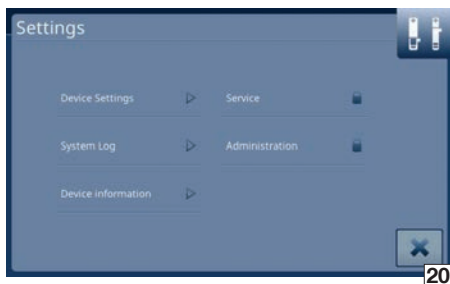 Settings
Device Settings
Service
System Log
Administration
Device information
20